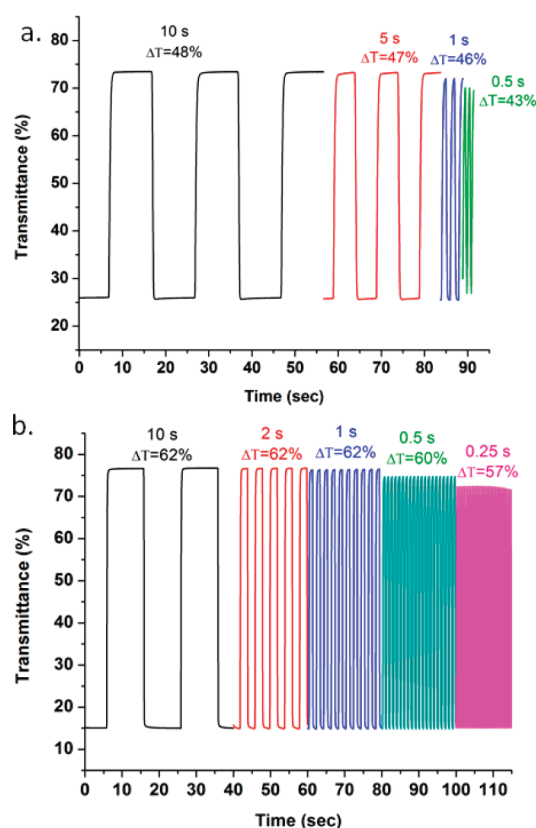 a.
10 s
ΔT=48%
5 s
ΔT=47%
1 s
ΔT=46%
0.5 s
ΔT=43%
Transmittance (%)
80
70
60
50
40
30
20
0 10 20 30 40 50 60 70 80 90
Time (sec)
b.
10 s
ΔT=62%
2 s
ΔT=62%
1 s
ΔT=62%
0.5 s
ΔT=60%
0.25 s
ΔT=57%
Transmittance (%)
80
70
60
50
40
30
20
10
0 10 20 30 40 50 60 70 80 90 100 110
Time (sec)